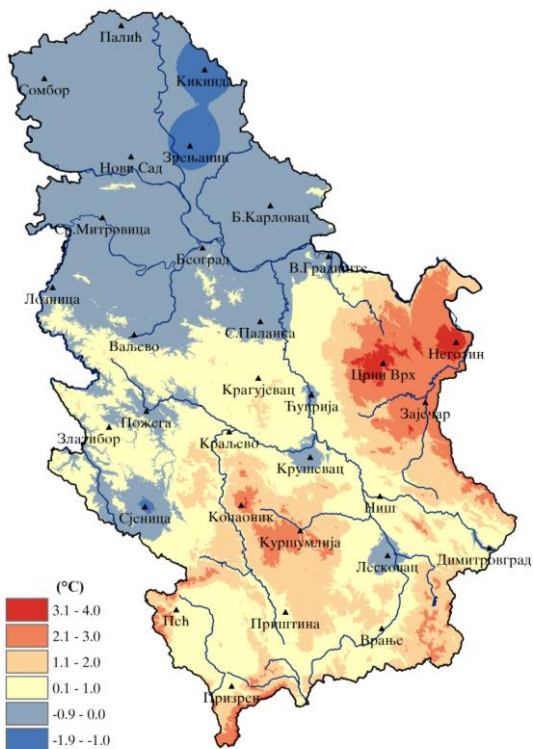 Палић
Кикинда
Сомбор
Зрењанин
Нови Сад
Б.Карловац
Ср.Митровица
Београд
В.Градиште
Лозница
С.Паланка
Ваљево
Неготин
Црни Врх
Крагујевац
Ћуприја
Зајечар
Пожега
Златибор
Краљево
Крушевац
Ниш
Сјеница
Копаоник
Куршумлија
Димитровград
Лесковац
(°C)
3.1 - 4.0
2.1 - 3.0
1.1 - 2.0
0.1 - 1.0
-0.9 - 0.0
-1.9 - -1.0
Пећ
Приштина
Врање
Призрен